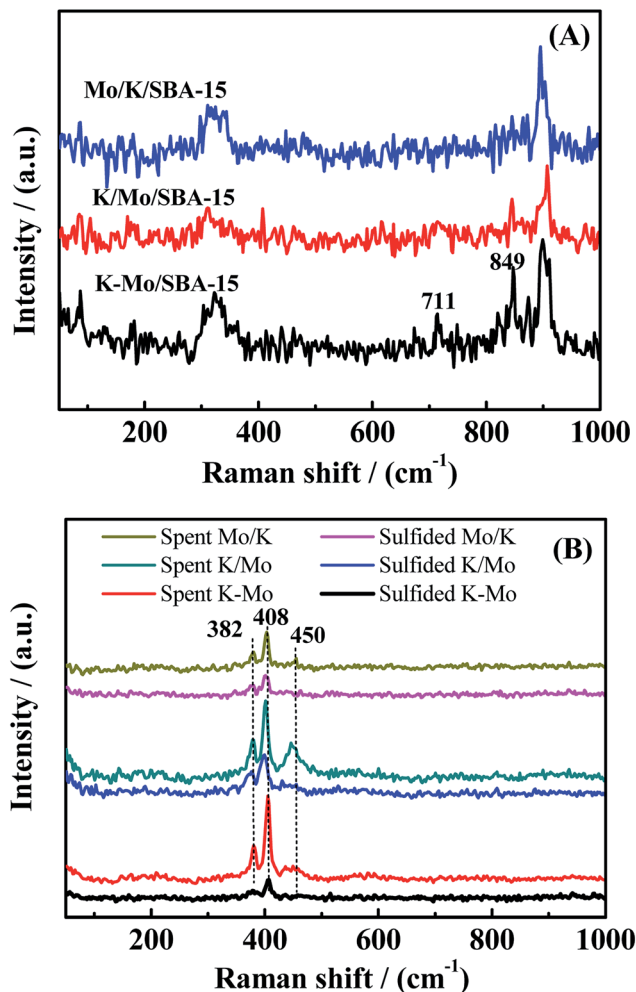 (A)
Mo/K/SBA-15
K/Mo/SBA-15
K-Mo/SBA-15
849
711
Intensity / (a.u.)
200 400 600 800 1000
Raman shift / (cm⁻¹)
(B)
Spent Mo/K Sulfided Mo/K
Spent K/Mo Sulfided K/Mo
Spent K-Mo Sulfided K-Mo
382 408 450
Intensity / (a.u.)
200 400 600 800 1000
Raman shift / (cm⁻¹)